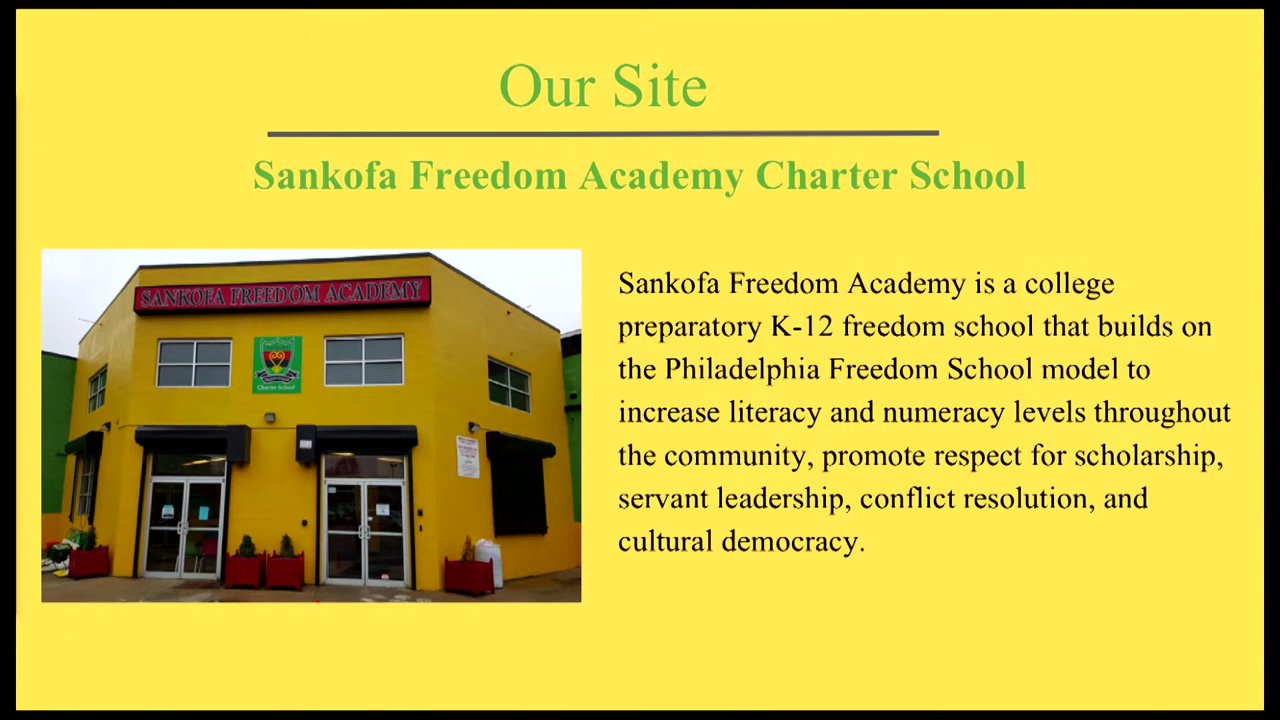 Our Site
Sankofa Freedom Academy Charter School
SANKOFA FREEDOM ACADEMY
Charter School
Sankofa Freedom Academy is a college
preparatory K-12 freedom school that builds on
the Philadelphia Freedom School model to
increase literacy and numeracy levels throughout
the community, promote respect for scholarship,
servant leadership, conflict resolution, and
cultural democracy.